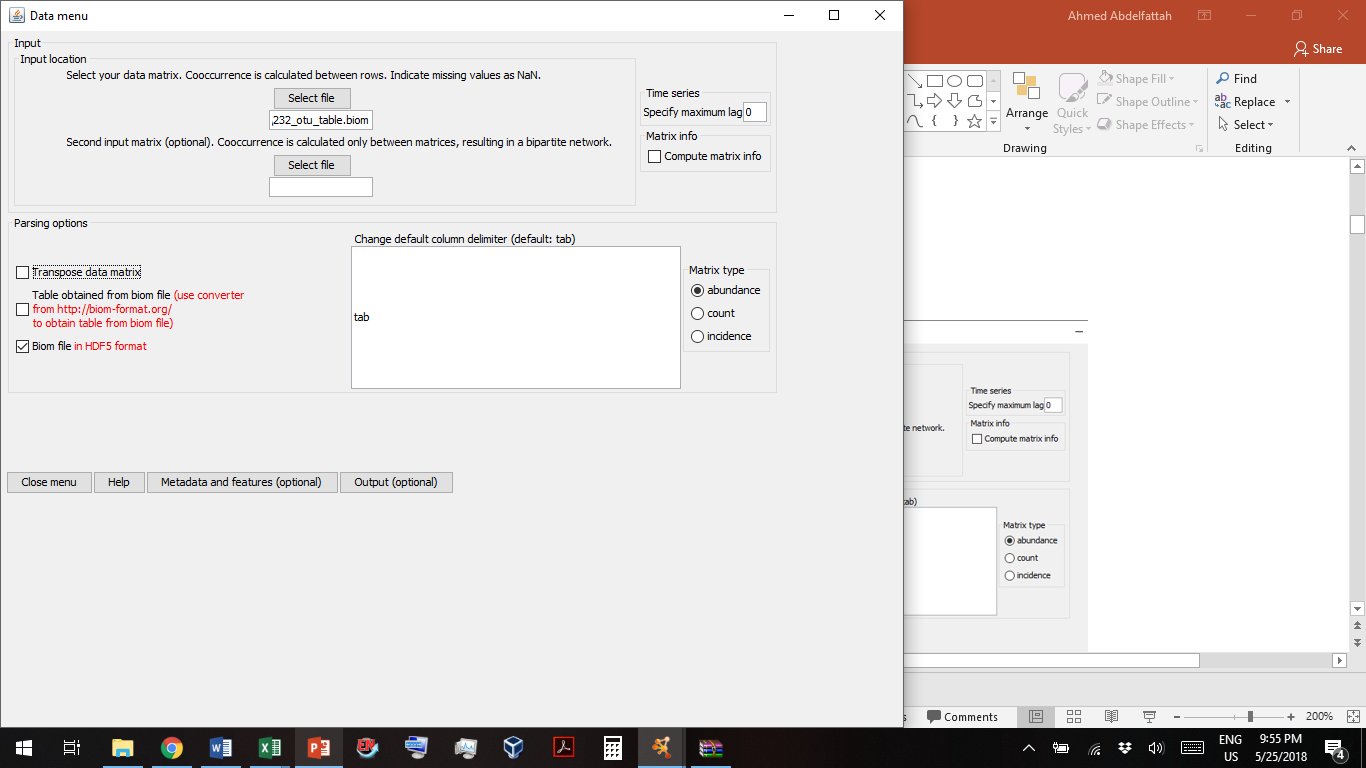 Data menu
Input
Input location
Select your data matrix. Cooccurrence is calculated between rows. Indicate missing values as NaN.
Select file
232_otu_table.biom
Second input matrix (optional). Cooccurrence is calculated only between matrices, resulting in a bipartite network.
Select file
Time series
Specify maximum lag 0
Matrix info
Compute matrix info
Parsing options
Transpose data matrix
Table obtained from biom file (use converter
from http://biom-format.org/
to obtain table from biom file)
Biom file in HDF5 format
Change default column delimiter (default: tab)
tab
Matrix type
abundance
count
incidence
Close menu
Help
Metadata and features (optional)
Output (optional)
Ahmed Abdelfattah
Share
Arrange
Quick
Styles
Shape Fill
Shape Outline
Shape Effects
Drawing
Find
Replace
Select
Editing
Time series
Specify maximum lag 0
te network.
Matrix info
Compute matrix info
tab)
Matrix type
abundance
count
incidence
Comments
200%
ENG
US
9:55 PM
5/25/2018
4